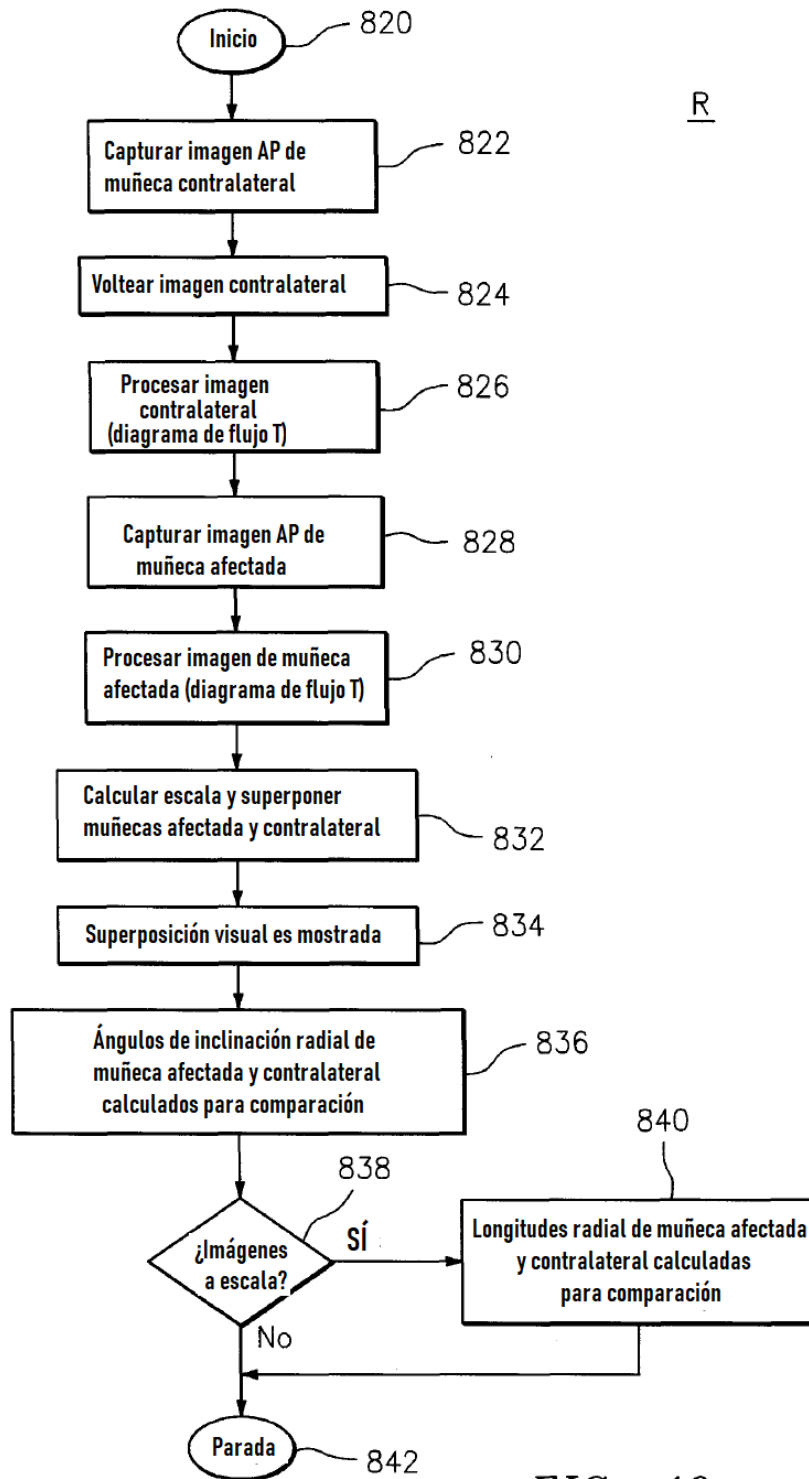 Inicio
820
R
Capturar imagen AP de
muñeca contralateral
822
Voltear imagen contralateral
824
Procesar imagen
contralateral
(diagrama de flujo T)
826
Capturar imagen AP de
muñeca afectada
828
Procesar imagen de muñeca
afectada (diagrama de flujo T)
830
Calcular escala y superponer
muñecas afectada y contralateral
832
Superposición visual es mostrada
834
Ángulos de inclinación radial de
muñeca afectada y contralateral
calculados para comparación
836
838
¿Imágenes
a escala?
SÍ
No
840
Longitudes radial de muñeca afectada
y contralateral calculadas
para comparación
Parada
842